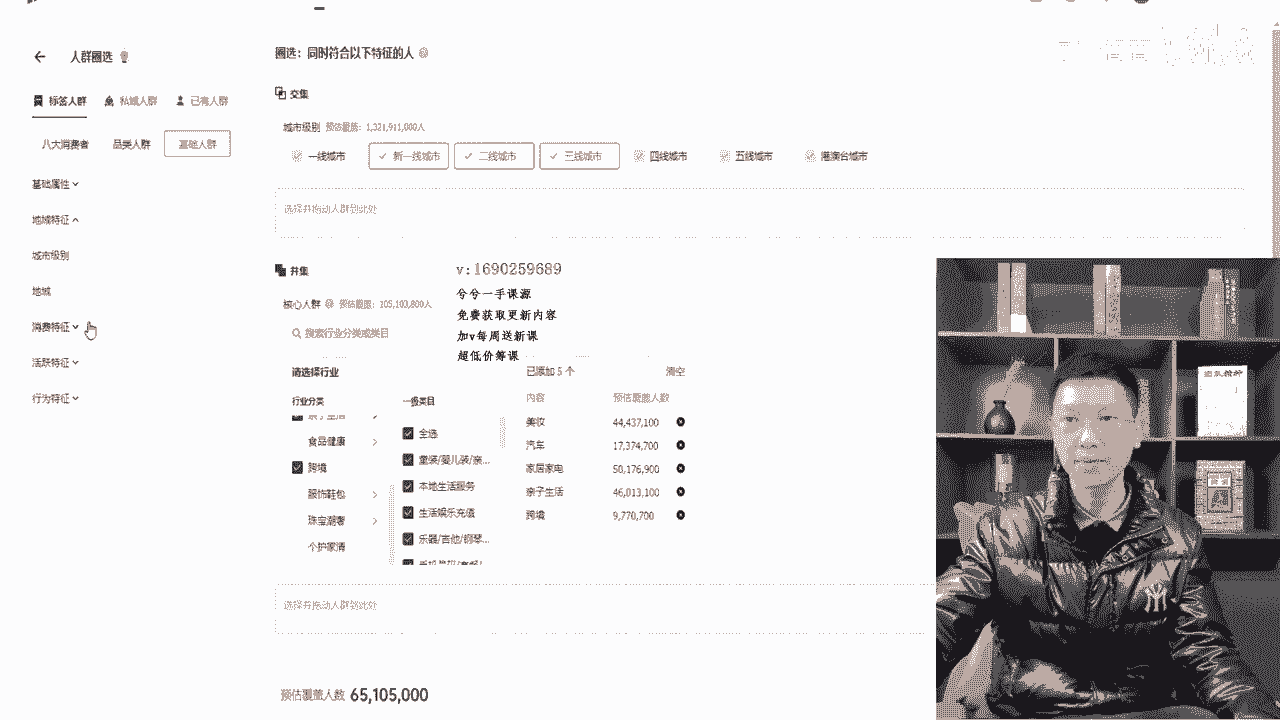 人群圈选
圈选：同时符合以下特征的人
标签人群 私域人群 已有人群
交集
城市级别 预估覆盖：1,321,911,000人
八大消费者 品类人群 基础人群
一线城市 新一线城市 二线城市 三线城市 四线城市 五线城市 港澳台城市
基础属性
选择并拖动人群到此处
地域特征
城市级别
并集
v:1690259689
地域
兮兮一手课源
核心人群 预估覆盖：105,103,800人
免费获取更新内容
消费特征
搜索行业分类或类目
加v每周送新课
超低价筹课
活跃特征
请选择行业
已添加 5 个 清空
行为特征
行业分类 一级类目
内容 预估覆盖人数
亲子生活
美妆 44,437,100
食品健康 全选
汽车 17,374,700
跨境 童装/婴儿装/亲...
家居家电 50,176,900
服饰鞋包 本地生活服务
亲子生活 46,013,100
珠宝潮奢 生活娱乐充值
跨境 9,770,700
个护家清 乐器/吉他/钢琴...
选择并拖动人群到此处
预估覆盖人数 65,105,000